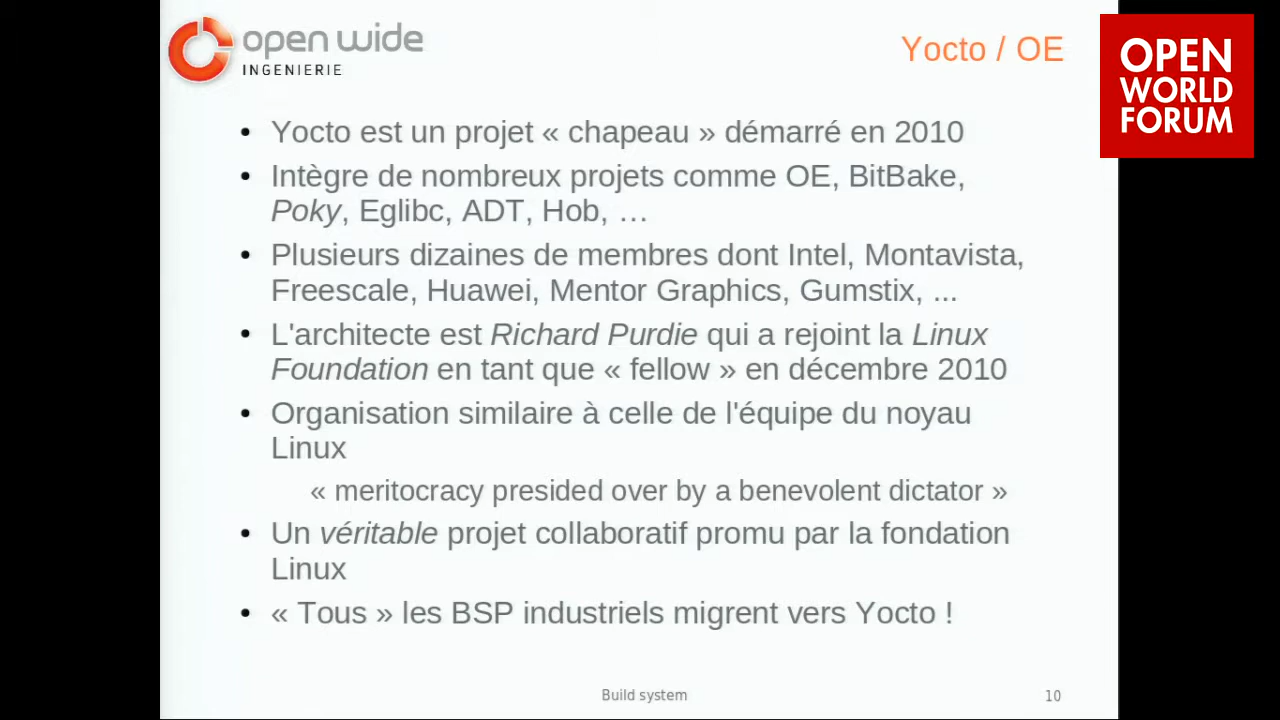 open wide
INGENIERIE
Yocto / OE
OPEN
WORLD
FORUM
• Yocto est un projet « chapeau » démarré en 2010
• Intègre de nombreux projets comme OE, BitBake,
Poky, Eglibc, ADT, Hob, …
• Plusieurs dizaines de membres dont Intel, Montavista,
Freescale, Huawei, Mentor Graphics, Gumstix, ...
• L'architecte est Richard Purdie qui a rejoint la Linux
Foundation en tant que « fellow » en décembre 2010
• Organisation similaire à celle de l'équipe du noyau
Linux
« meritocracy presided over by a benevolent dictator »
• Un véritable projet collaboratif promu par la fondation
Linux
• « Tous » les BSP industriels migrent vers Yocto !
Build system
10